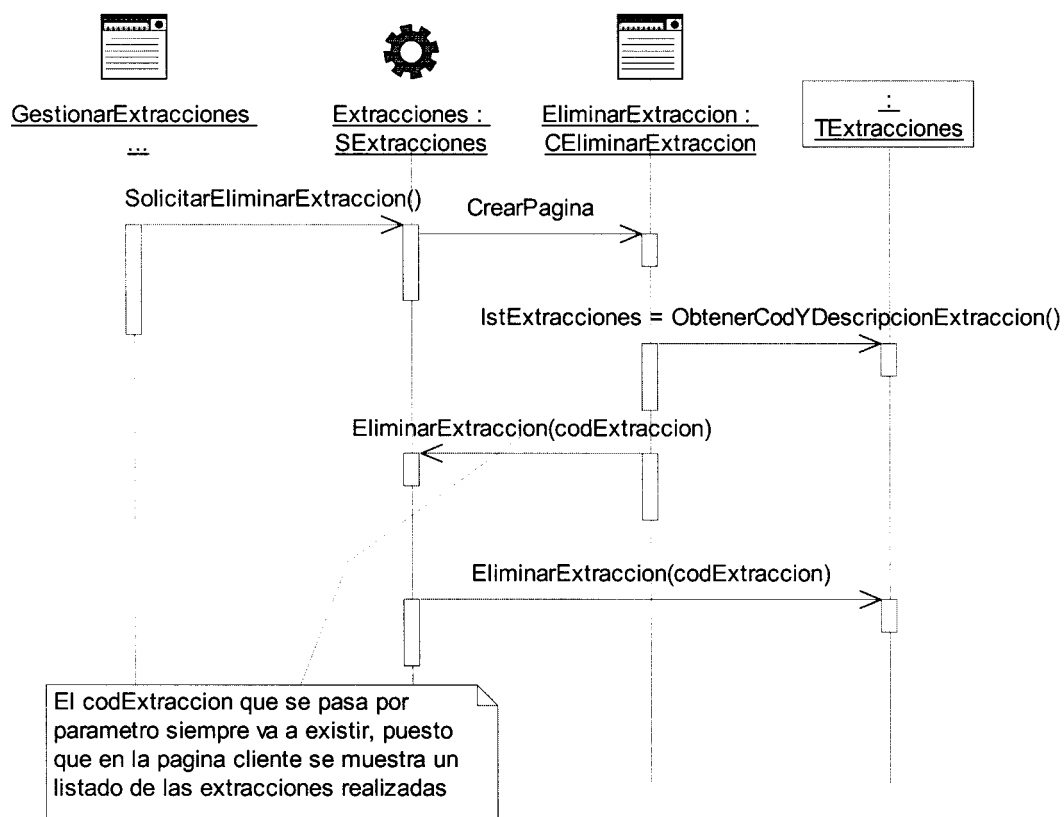 GestionarExtracciones
...
Extracciones :
SExtracciones
EliminarExtraccion :
CEliminarExtraccion
:
TExtracciones
SolicitarEliminarExtraccion()
CrearPagina
lstExtracciones = ObtenerCodYDescripcionExtraccion()
EliminarExtraccion(codExtraccion)
EliminarExtraccion(codExtraccion)
El codExtraccion que se pasa por
parametro siempre va a existir, puesto
que en la pagina cliente se muestra un
listado de las extracciones realizadas